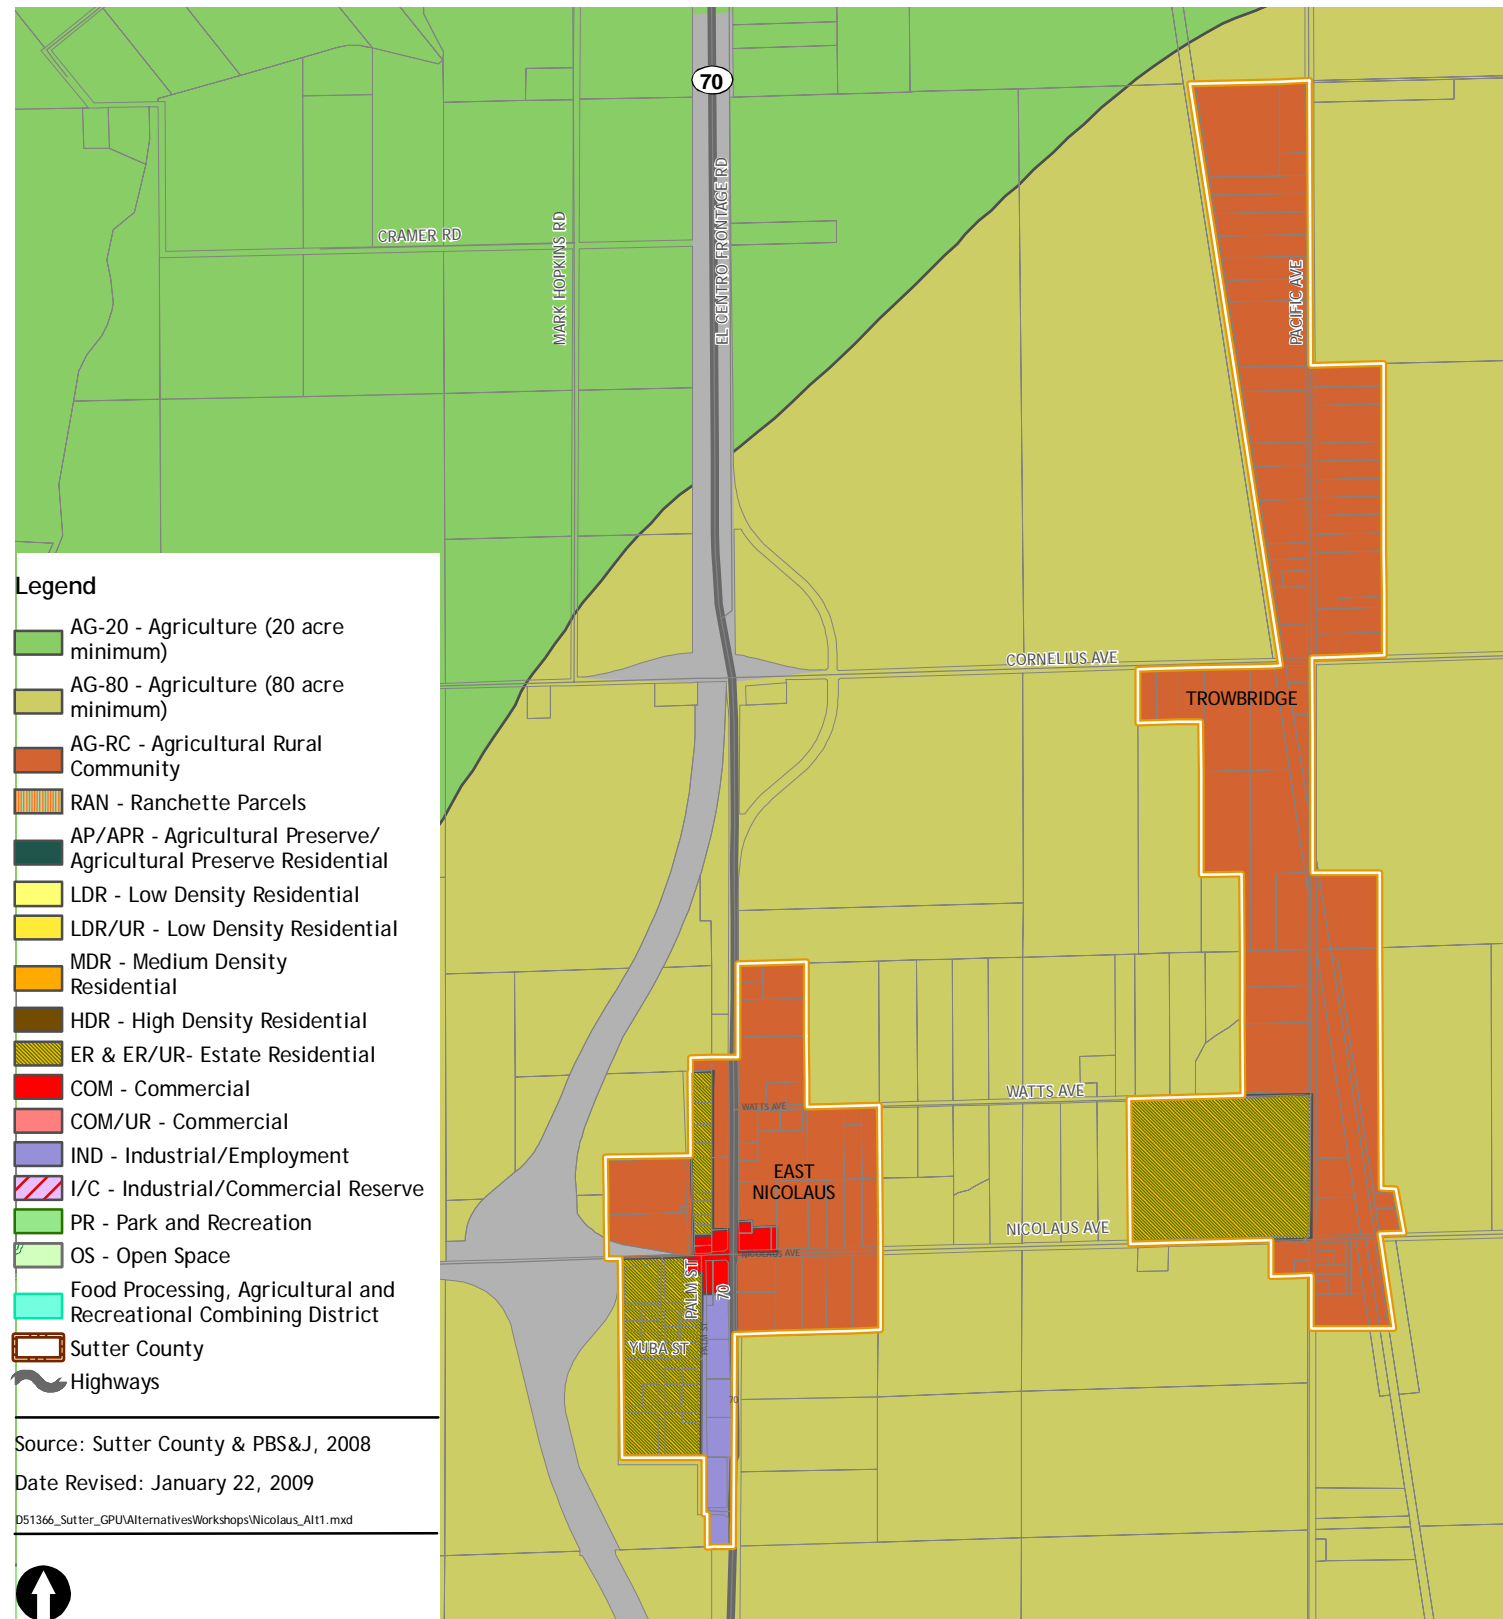 70
CRAMER RD
MARK HOPKINS RD
EL CENTRO FRONTAGE RD
PACIFIC AVE
CORNELIUS AVE
TROWBRIDGE
WATTS AVE
WATTS AVE
EAST
NICOLAUS
NICOLAUS AVE
NICOLAUS AVE
PALM ST
70
PALM ST
YUBA ST
70
Legend
AG-20 - Agriculture (20 acre
minimum)
AG-80 - Agriculture (80 acre
minimum)
AG-RC - Agricultural Rural
Community
RAN - Ranchette Parcels
AP/APR - Agricultural Preserve/
Agricultural Preserve Residential
LDR - Low Density Residential
LDR/UR - Low Density Residential
MDR - Medium Density
Residential
HDR - High Density Residential
ER & ER/UR- Estate Residential
COM - Commercial
COM/UR - Commercial
IND - Industrial/Employment
I/C - Industrial/Commercial Reserve
PR - Park and Recreation
OS - Open Space
Food Processing, Agricultural and
Recreational Combining District
Sutter County
Highways
Source: Sutter County & PBS&J, 2008
Date Revised: January 22, 2009
D51366_Sutter_GPU\AlternativesWorkshops\Nicolaus_Alt1.mxd